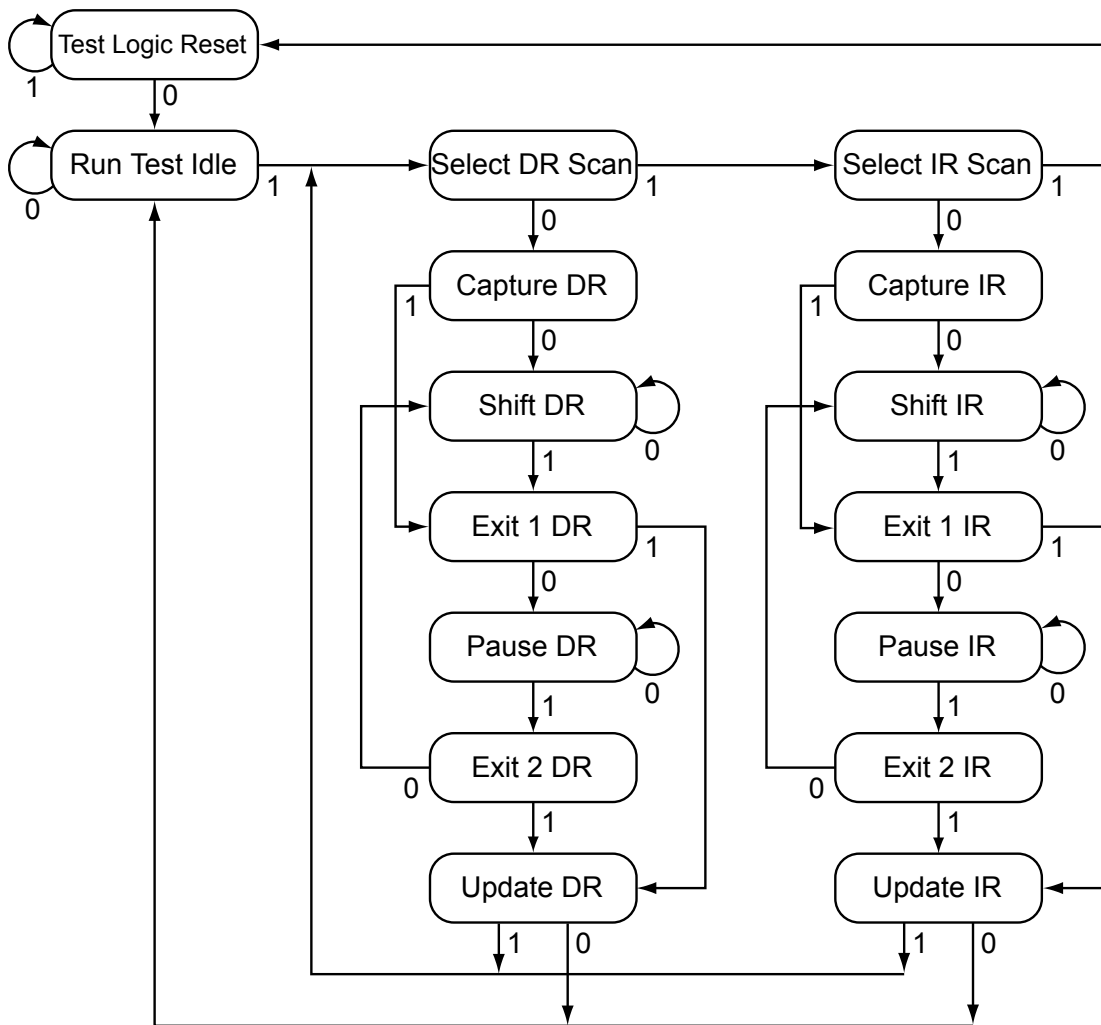 Test Logic Reset
1
0
Run Test Idle
0
1
Select DR Scan
1
0
Select IR Scan
1
0
Capture DR
1
0
Capture IR
1
0
Shift DR
0
1
Shift IR
0
1
Exit 1 DR
1
0
Exit 1 IR
1
0
Pause DR
0
1
Pause IR
0
1
Exit 2 DR
0
1
Exit 2 IR
0
1
Update DR
1
0
Update IR
1
0